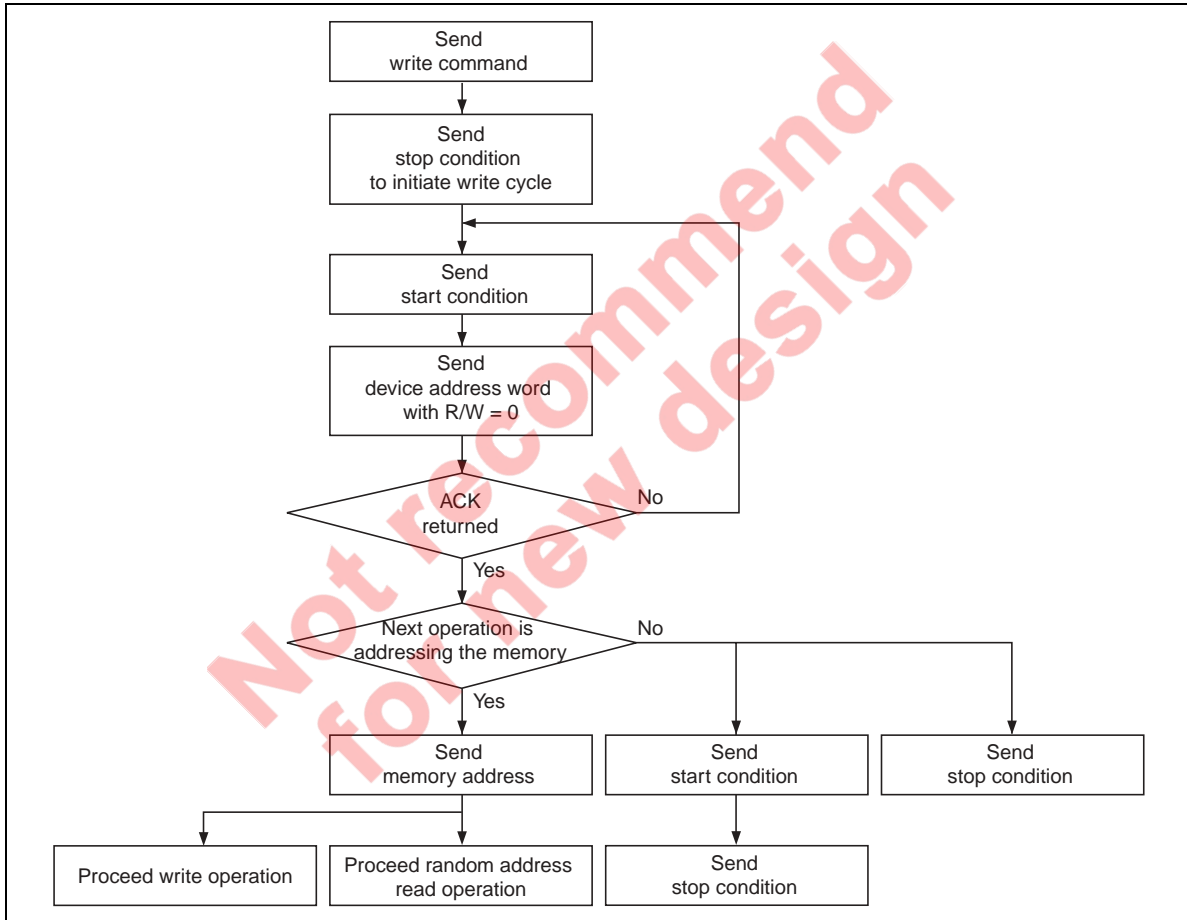 Send
write command
Send
stop condition
to initiate write cycle
Send
start condition
Send
device address word
with R/W = 0
ACK
returned
No
Yes
Next operation is
addressing the memory
No
Yes
Send
memory address
Send
start condition
Send
stop condition
Proceed write operation
Proceed random address
read operation
Send
stop condition
Not recommend
for new design